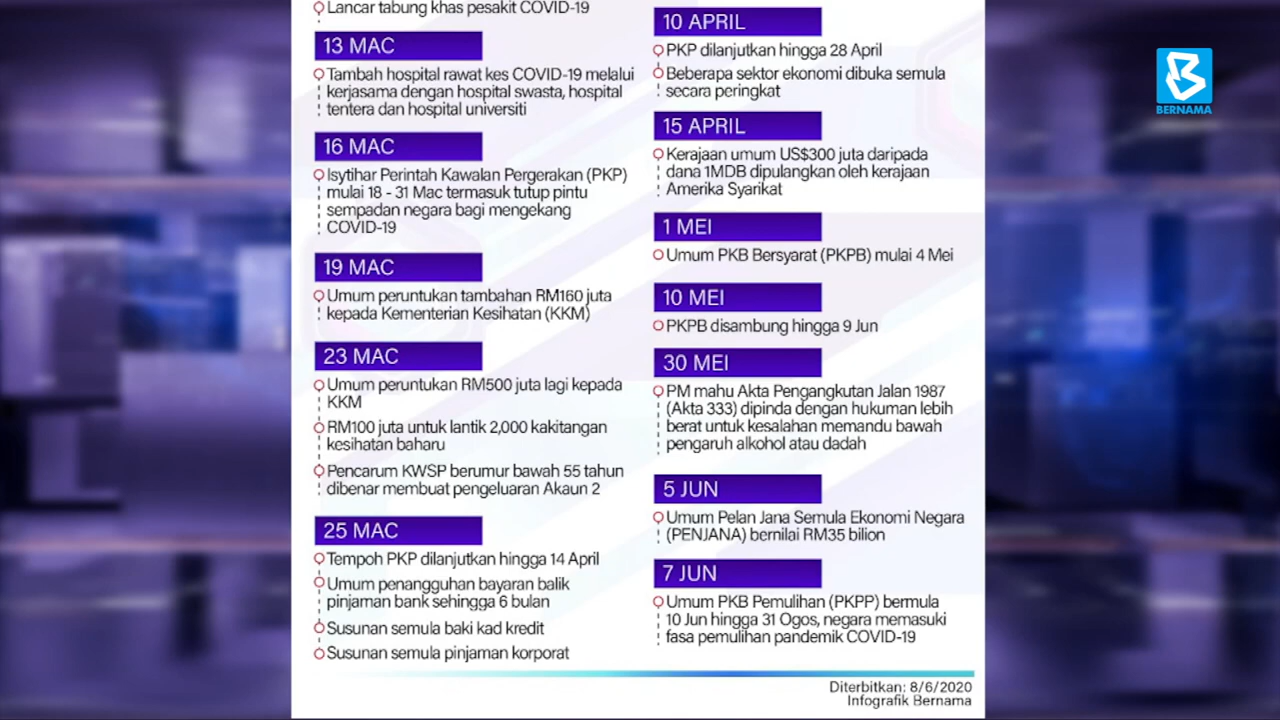 Lancar tabung khas pesakit COVID-19
13 MAC
Tambah hospital rawat kes COVID-19 melalui
kerjasama dengan hospital swasta, hospital
tentera dan hospital universiti
16 MAC
Isytihar Perintah Kawalan Pergerakan (PKP)
mulai 18 - 31 Mac termasuk tutup pintu
sempadan negara bagi mengekang
COVID-19
19 MAC
Umum peruntukan tambahan RM160 juta
kepada Kementerian Kesihatan (KKM)
23 MAC
Umum peruntukan RM500 juta lagi kepada
KKM
RM100 juta untuk lantik 2,000 kakitangan
kesihatan baharu
Pencarum KWSP berumur bawah 55 tahun
dibenar membuat pengeluaran Akaun 2
25 MAC
Tempoh PKP dilanjutkan hingga 14 April
Umum penangguhan bayaran balik
pinjaman bank sehingga 6 bulan
Susunan semula baki kad kredit
Susunan semula pinjaman korporat
10 APRIL
PKP dilanjutkan hingga 28 April
Beberapa sektor ekonomi dibuka semula
secara peringkat
15 APRIL
Kerajaan umum US$300 juta daripada
dana 1MDB dipulangkan oleh kerajaan
Amerika Syarikat
1 MEI
Umum PKB Bersyarat (PKPB) mulai 4 Mei
10 MEI
PKPB disambung hingga 9 Jun
30 MEI
PM mahu Akta Pengangkutan Jalan 1987
(Akta 333) dipinda dengan hukuman lebih
berat untuk kesalahan memandu bawah
pengaruh alkohol atau dadah
5 JUN
Umum Pelan Jana Semula Ekonomi Negara
(PENJANA) bernilai RM35 bilion
7 JUN
Umum PKB Pemulihan (PKPP) bermula
10 Jun hingga 31 Ogos, negara memasuki
fasa pemulihan pandemik COVID-19
Diterbitkan: 8/6/2020
Infografik Bernama
BERNAMA